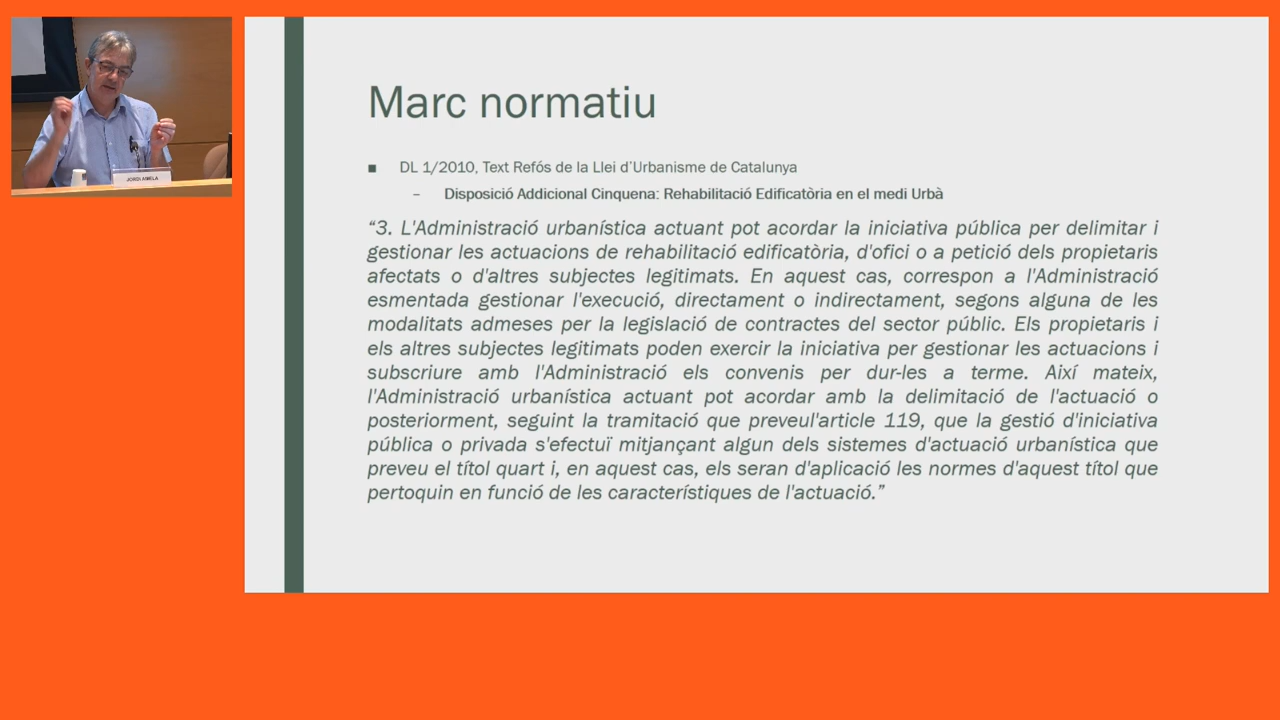 JORDI AMELA
Marc normatiu
▪ DL 1/2010, Text Refós de la Llei d'Urbanisme de Catalunya
– Disposició Addicional Cinquena: Rehabilitació Edificatòria en el medi Urbà
“3. L'Administració urbanística actuant pot acordar la iniciativa pública per delimitar i
gestionar les actuacions de rehabilitació edificatòria, d'ofici o a petició dels propietaris
afectats o d'altres subjectes legitimats. En aquest cas, correspon a l'Administració
esmentada gestionar l'execució, directament o indirectament, segons alguna de les
modalitats admeses per la legislació de contractes del sector públic. Els propietaris i
els altres subjectes legitimats poden exercir la iniciativa per gestionar les actuacions i
subscriure amb l'Administració els convenis per dur-les a terme. Així mateix,
l'Administració urbanística actuant pot acordar amb la delimitació de l'actuació o
posteriorment, seguint la tramitació que preveul'article 119, que la gestió d'iniciativa
pública o privada s'efectuï mitjançant algun dels sistemes d'actuació urbanística que
preveu el títol quart i, en aquest cas, els seran d'aplicació les normes d'aquest títol que
pertoquin en funció de les característiques de l'actuació.”